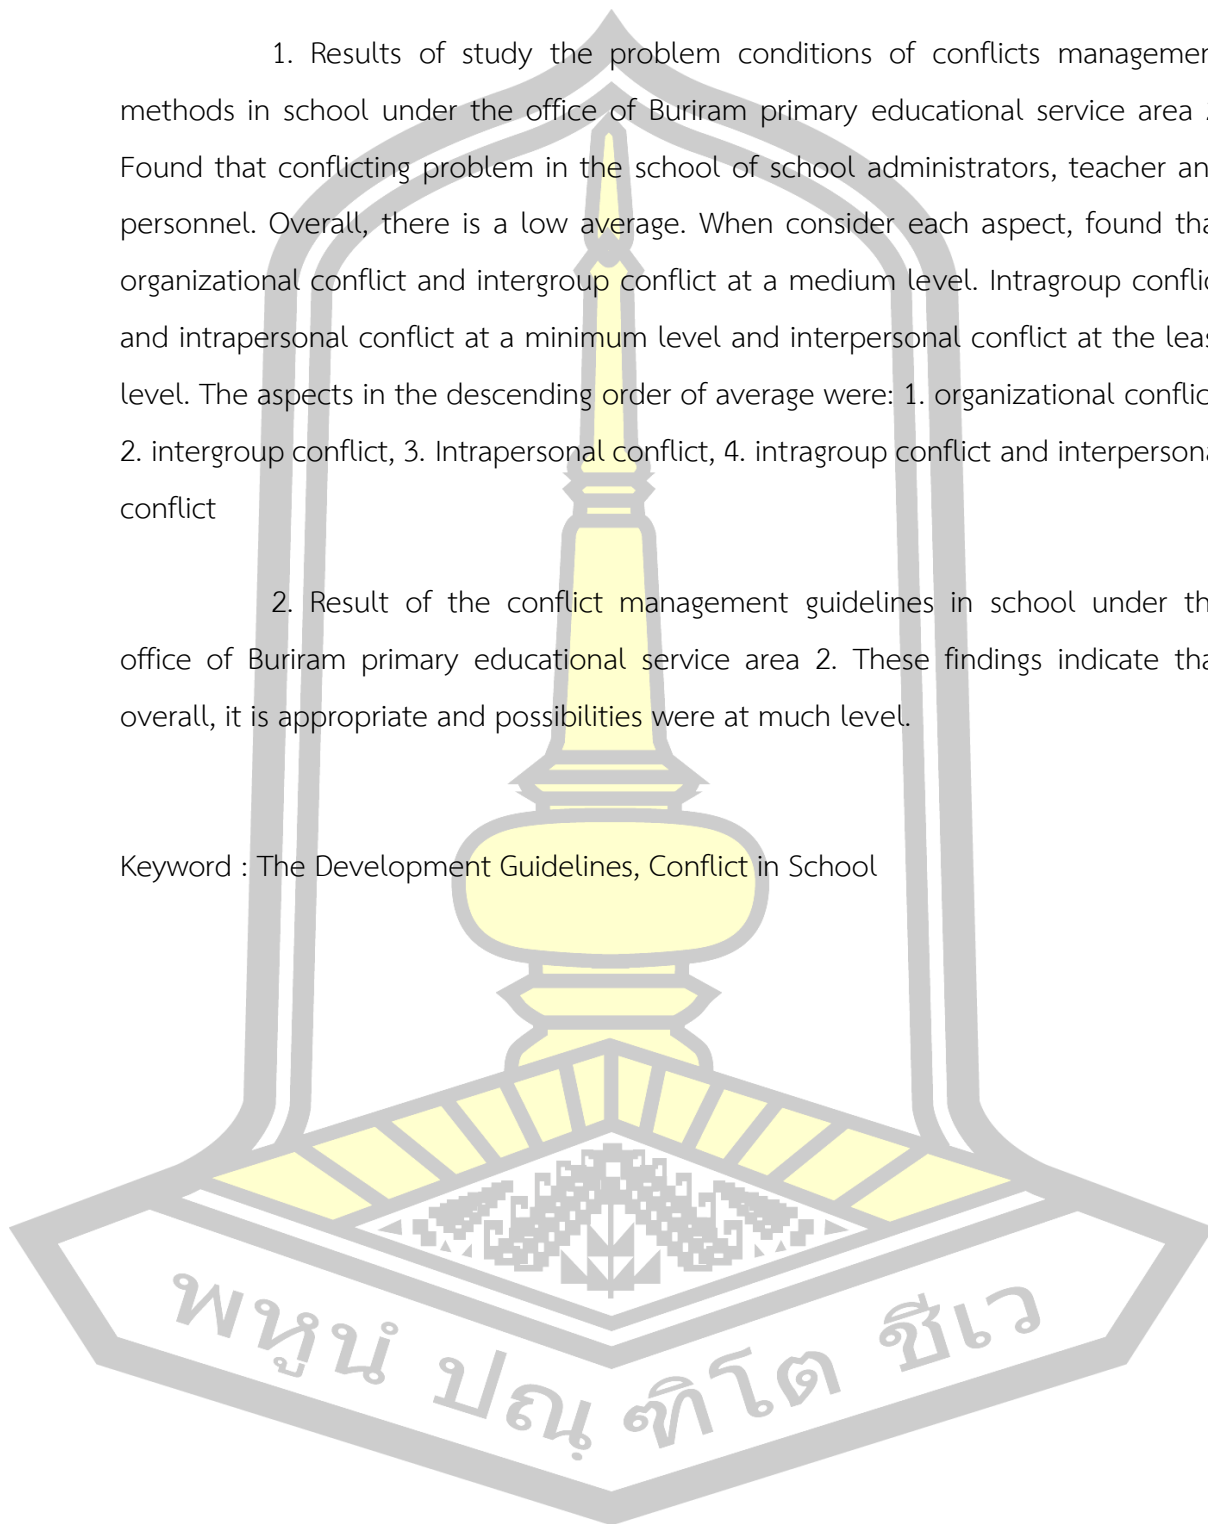 1. Results of study the problem conditions of conflicts managemen
methods in school under the office of Buriram primary educational service area 2
Found that conflicting problem in the school of school administrators, teacher an
personnel. Overall, there is a low average. When consider each aspect, found tha
organizational conflict and intergroup conflict at a medium level. Intragroup conflic
and intrapersonal conflict at a minimum level and interpersonal conflict at the leas
level. The aspects in the descending order of average were: 1. organizational conflic
2. intergroup conflict, 3. Intrapersonal conflict, 4. intragroup conflict and interpersona
conflict
2. Result of the conflict management guidelines in school under th
office of Buriram primary educational service area 2. These findings indicate tha
overall, it is appropriate and possibilities were at much level.
Keyword : The Development Guidelines, Conflict in School
พหูนํ ปณฺ ฑิโต ชีเว